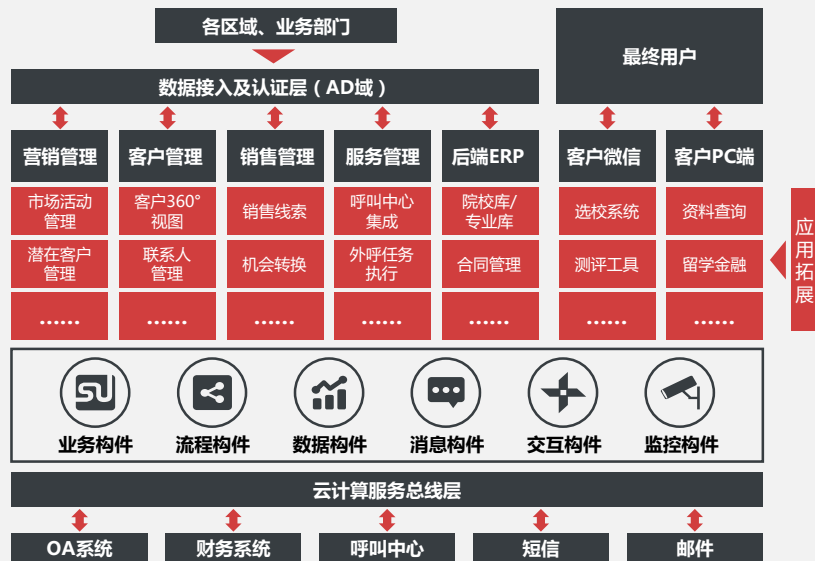 各区域、业务部门
最终用户
数据接入及认证层（AD域）
营销管理
客户管理
销售管理
服务管理
后端ERP
客户微信
客户PC端
市场活动
管理
客户360°
视图
销售线索
呼叫中心
集成
院校库/
专业库
选校系统
资料查询
潜在客户
管理
联系人
管理
机会转换
外呼任务
执行
合同管理
测评工具
留学金融
……
……
……
……
……
……
……
应
用
拓
展
业务构件
流程构件
数据构件
消息构件
交互构件
监控构件
云计算服务总线层
OA系统
财务系统
呼叫中心
短信
邮件